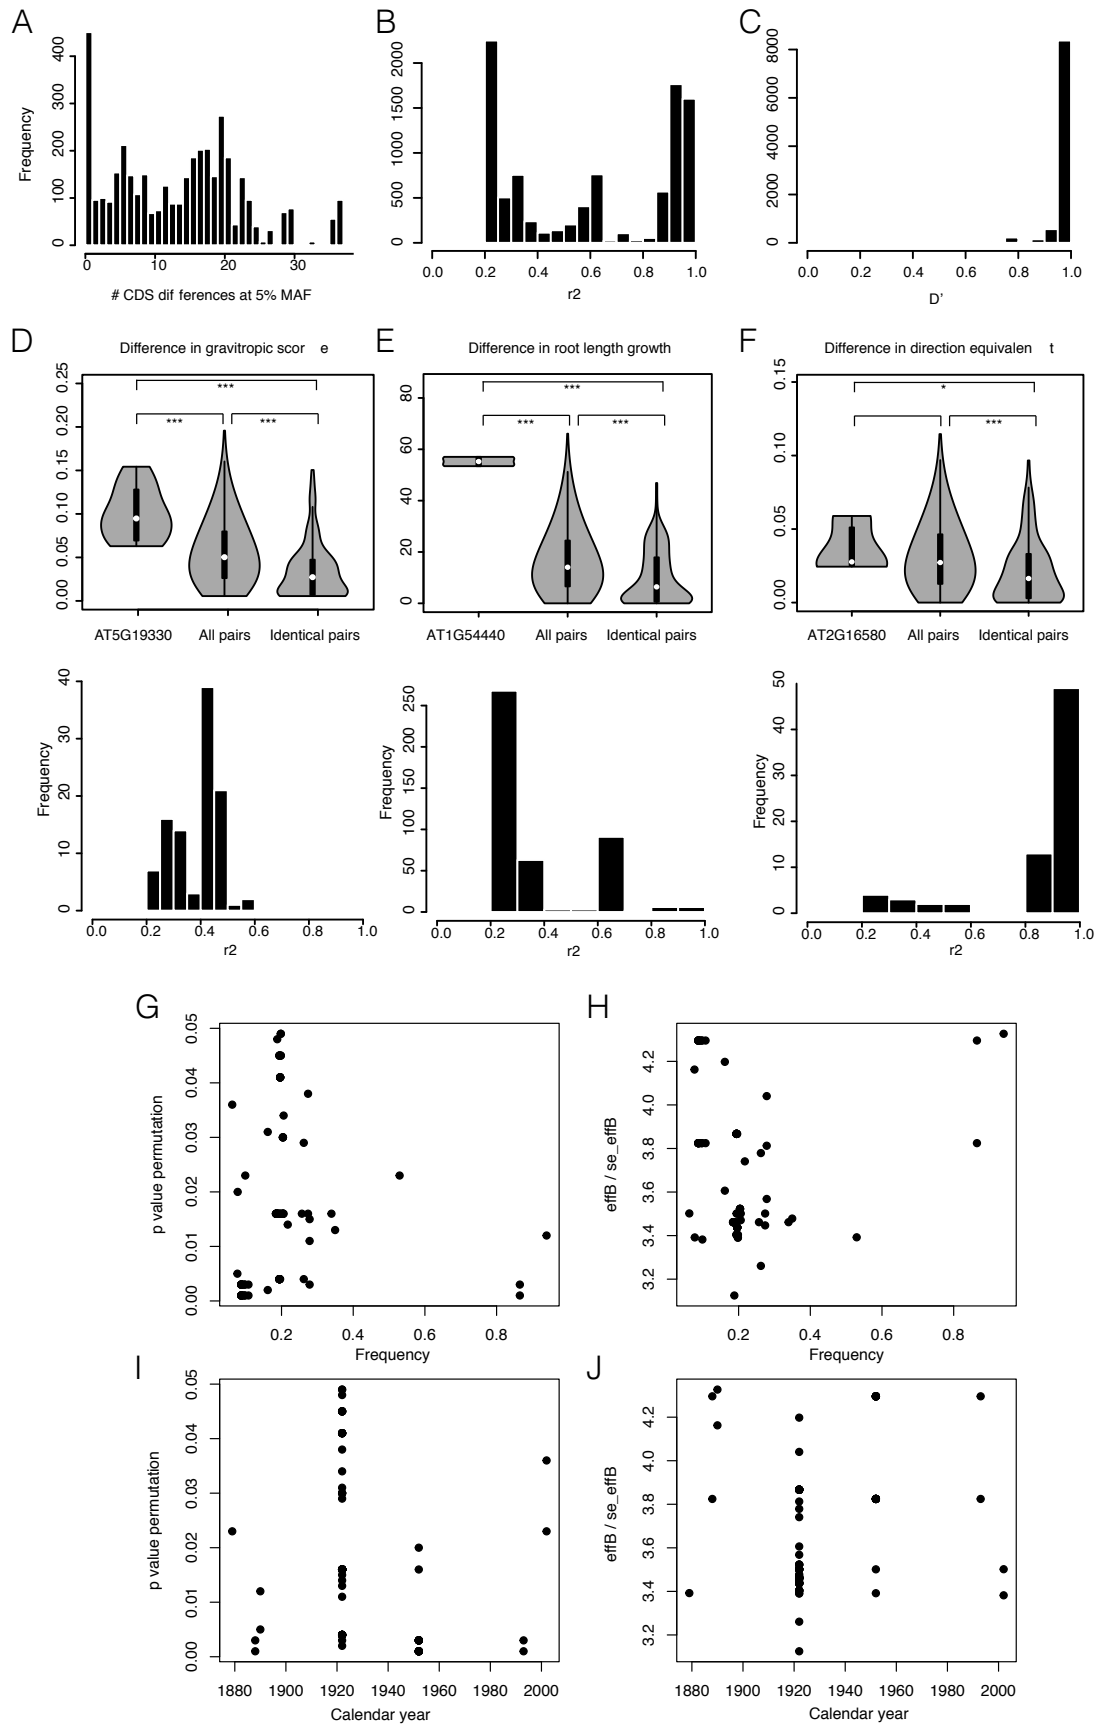 A
B
C
Frequency
0 100 200 300 400
0 10 20 30
# CDS dif ferences at 5% MAF
0 500 1000 1500 2000
0.0 0.2 0.4 0.6 0.8 1.0
r2
0 2000 4000 6000 8000
0.0 0.2 0.4 0.6 0.8 1.0
D’
D
Difference in gravitropic scor e
0.00 0.05 0.10 0.15 0.20 0.25
***
*** ***
AT5G19330 All pairs Identical pairs
E
Difference in root length growth
0 20 40 60 80
***
*** ***
AT1G54440 All pairs Identical pairs
F
Difference in direction equivalen t
0.00 0.05 0.10 0.15
*
***
AT2G16580 All pairs Identical pairs
Frequency
0 10 20 30 40
0.0 0.2 0.4 0.6 0.8 1.0
r2
Frequency
0 50 100 150 200 250
0.0 0.2 0.4 0.6 0.8 1.0
r2
Frequency
0 10 20 30 40 50
0.0 0.2 0.4 0.6 0.8 1.0
r2
G
p value permutation
0.00 0.01 0.02 0.03 0.04 0.05
0.2 0.4 0.6 0.8
Frequency
H
effB / se_effB
3.2 3.4 3.6 3.8 4.0 4.2
0.2 0.4 0.6 0.8
Frequency
I
p value permutation
0.00 0.01 0.02 0.03 0.04 0.05
1880 1900 1920 1940 1960 1980 2000
Calendar year
J
effB / se_effB
3.2 3.4 3.6 3.8 4.0 4.2
1880 1900 1920 1940 1960 1980 2000
Calendar year